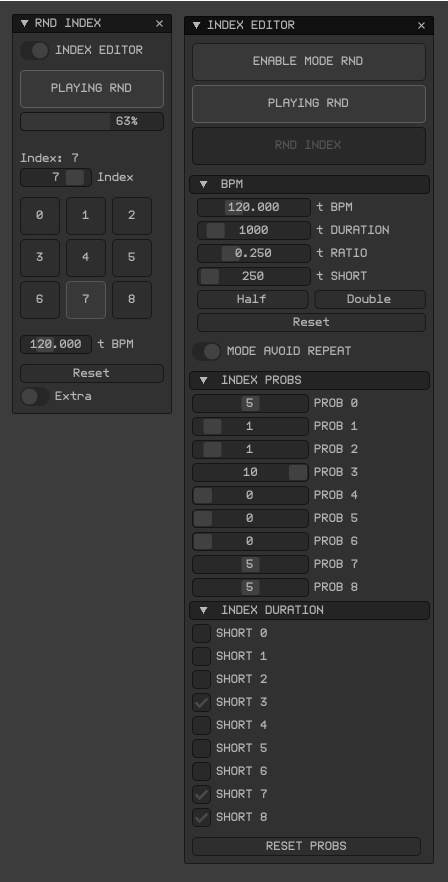 RND INDEX
INDEX EDITOR
PLAYING RND
63%
Index: 7
7 Index
0 1 2
3 4 5
6 7 8
120.000 t BPM
Reset
Extra
INDEX EDITOR
ENABLE MODE RND
PLAYING RND
RND INDEX
BPM
120.000 t BPM
1000 t DURATION
0.250 t RATIO
250 t SHORT
Half Double
Reset
MODE AVOID REPEAT
INDEX PROBS
5 PROB 0
1 PROB 1
1 PROB 2
10 PROB 3
0 PROB 4
0 PROB 5
0 PROB 6
5 PROB 7
5 PROB 8
INDEX DURATION
SHORT 0
SHORT 1
SHORT 2
SHORT 3
SHORT 4
SHORT 5
SHORT 6
SHORT 7
SHORT 8
RESET PROBS